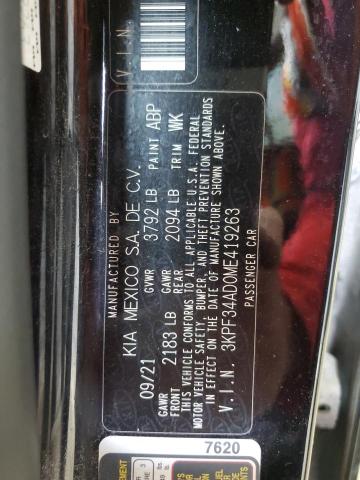 MANUFACTURED BY
KIA MEXICO S.A. DE C.V.
09/21 GVWR 3792 LB PAINT ABP
GAWR FRONT 2183 LB GAWR REAR 2094 LB TRIM WK
THIS VEHICLE CONFORMS TO ALL APPLICABLE U.S.A. FEDERAL
MOTOR VEHICLE SAFETY, BUMPER, AND THEFT PREVENTION STANDARDS
IN EFFECT ON THE DATE OF MANUFACTURE SHOWN ABOVE.
V.I.N. 3KPF34AD0ME419263
PASSENGER CAR
V.I.N.
7620